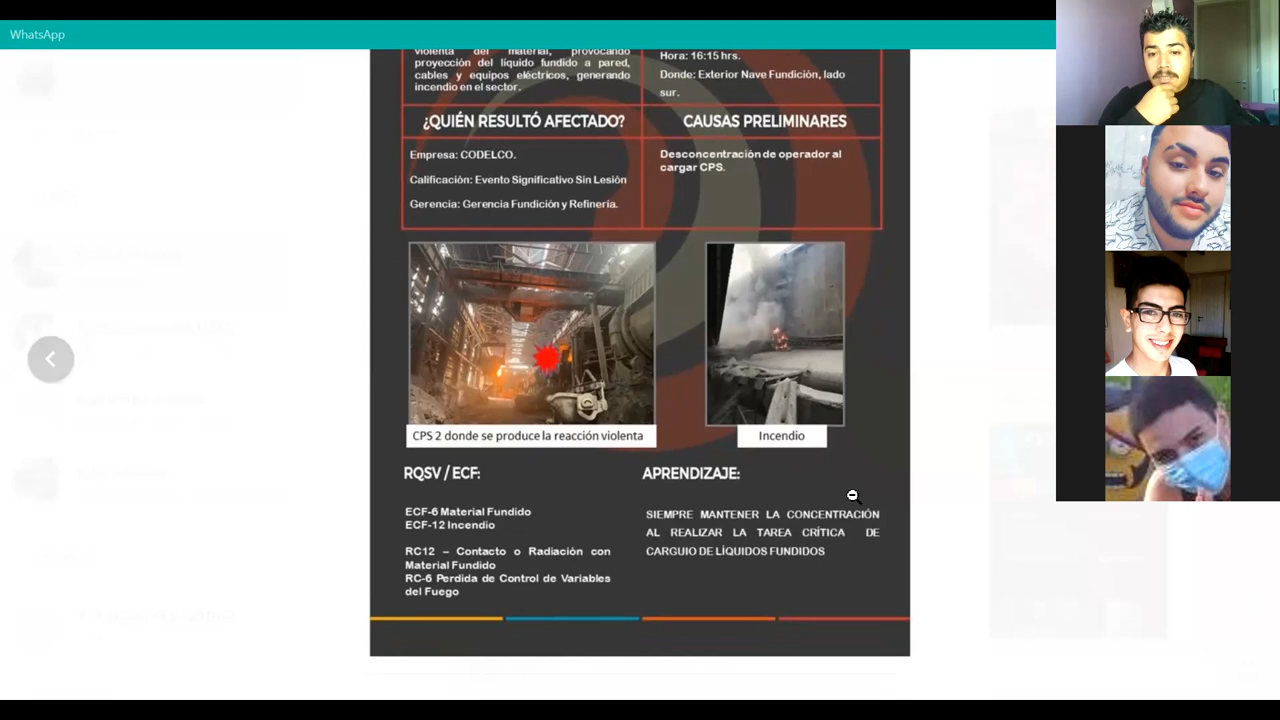 WhatsApp
violenta del material, provocando
proyección del líquido fundido a pared,
cables y equipos eléctricos, generando
incendio en el sector.
Hora: 16:15 hrs.
Donde: Exterior Nave Fundición, lado
sur.
¿QUIÉN RESULTÓ AFECTADO?
CAUSAS PRELIMINARES
Empresa: CODELCO.
Calificación: Evento Significativo Sin Lesión
Gerencia: Gerencia Fundición y Refinería.
Desconcentración de operador al
cargar CPS.
CPS 2 donde se produce la reacción violenta
Incendio
RQSV / ECF:
ECF-6 Material Fundido
ECF-12 Incendio
RC12 – Contacto o Radiación con
Material Fundido
RC-6 Perdida de Control de Variables
del Fuego
APRENDIZAJE:
SIEMPRE MANTENER LA CONCENTRACIÓN
AL REALIZAR LA TAREA CRÍTICA DE
CARGUIO DE LÍQUIDOS FUNDIDOS